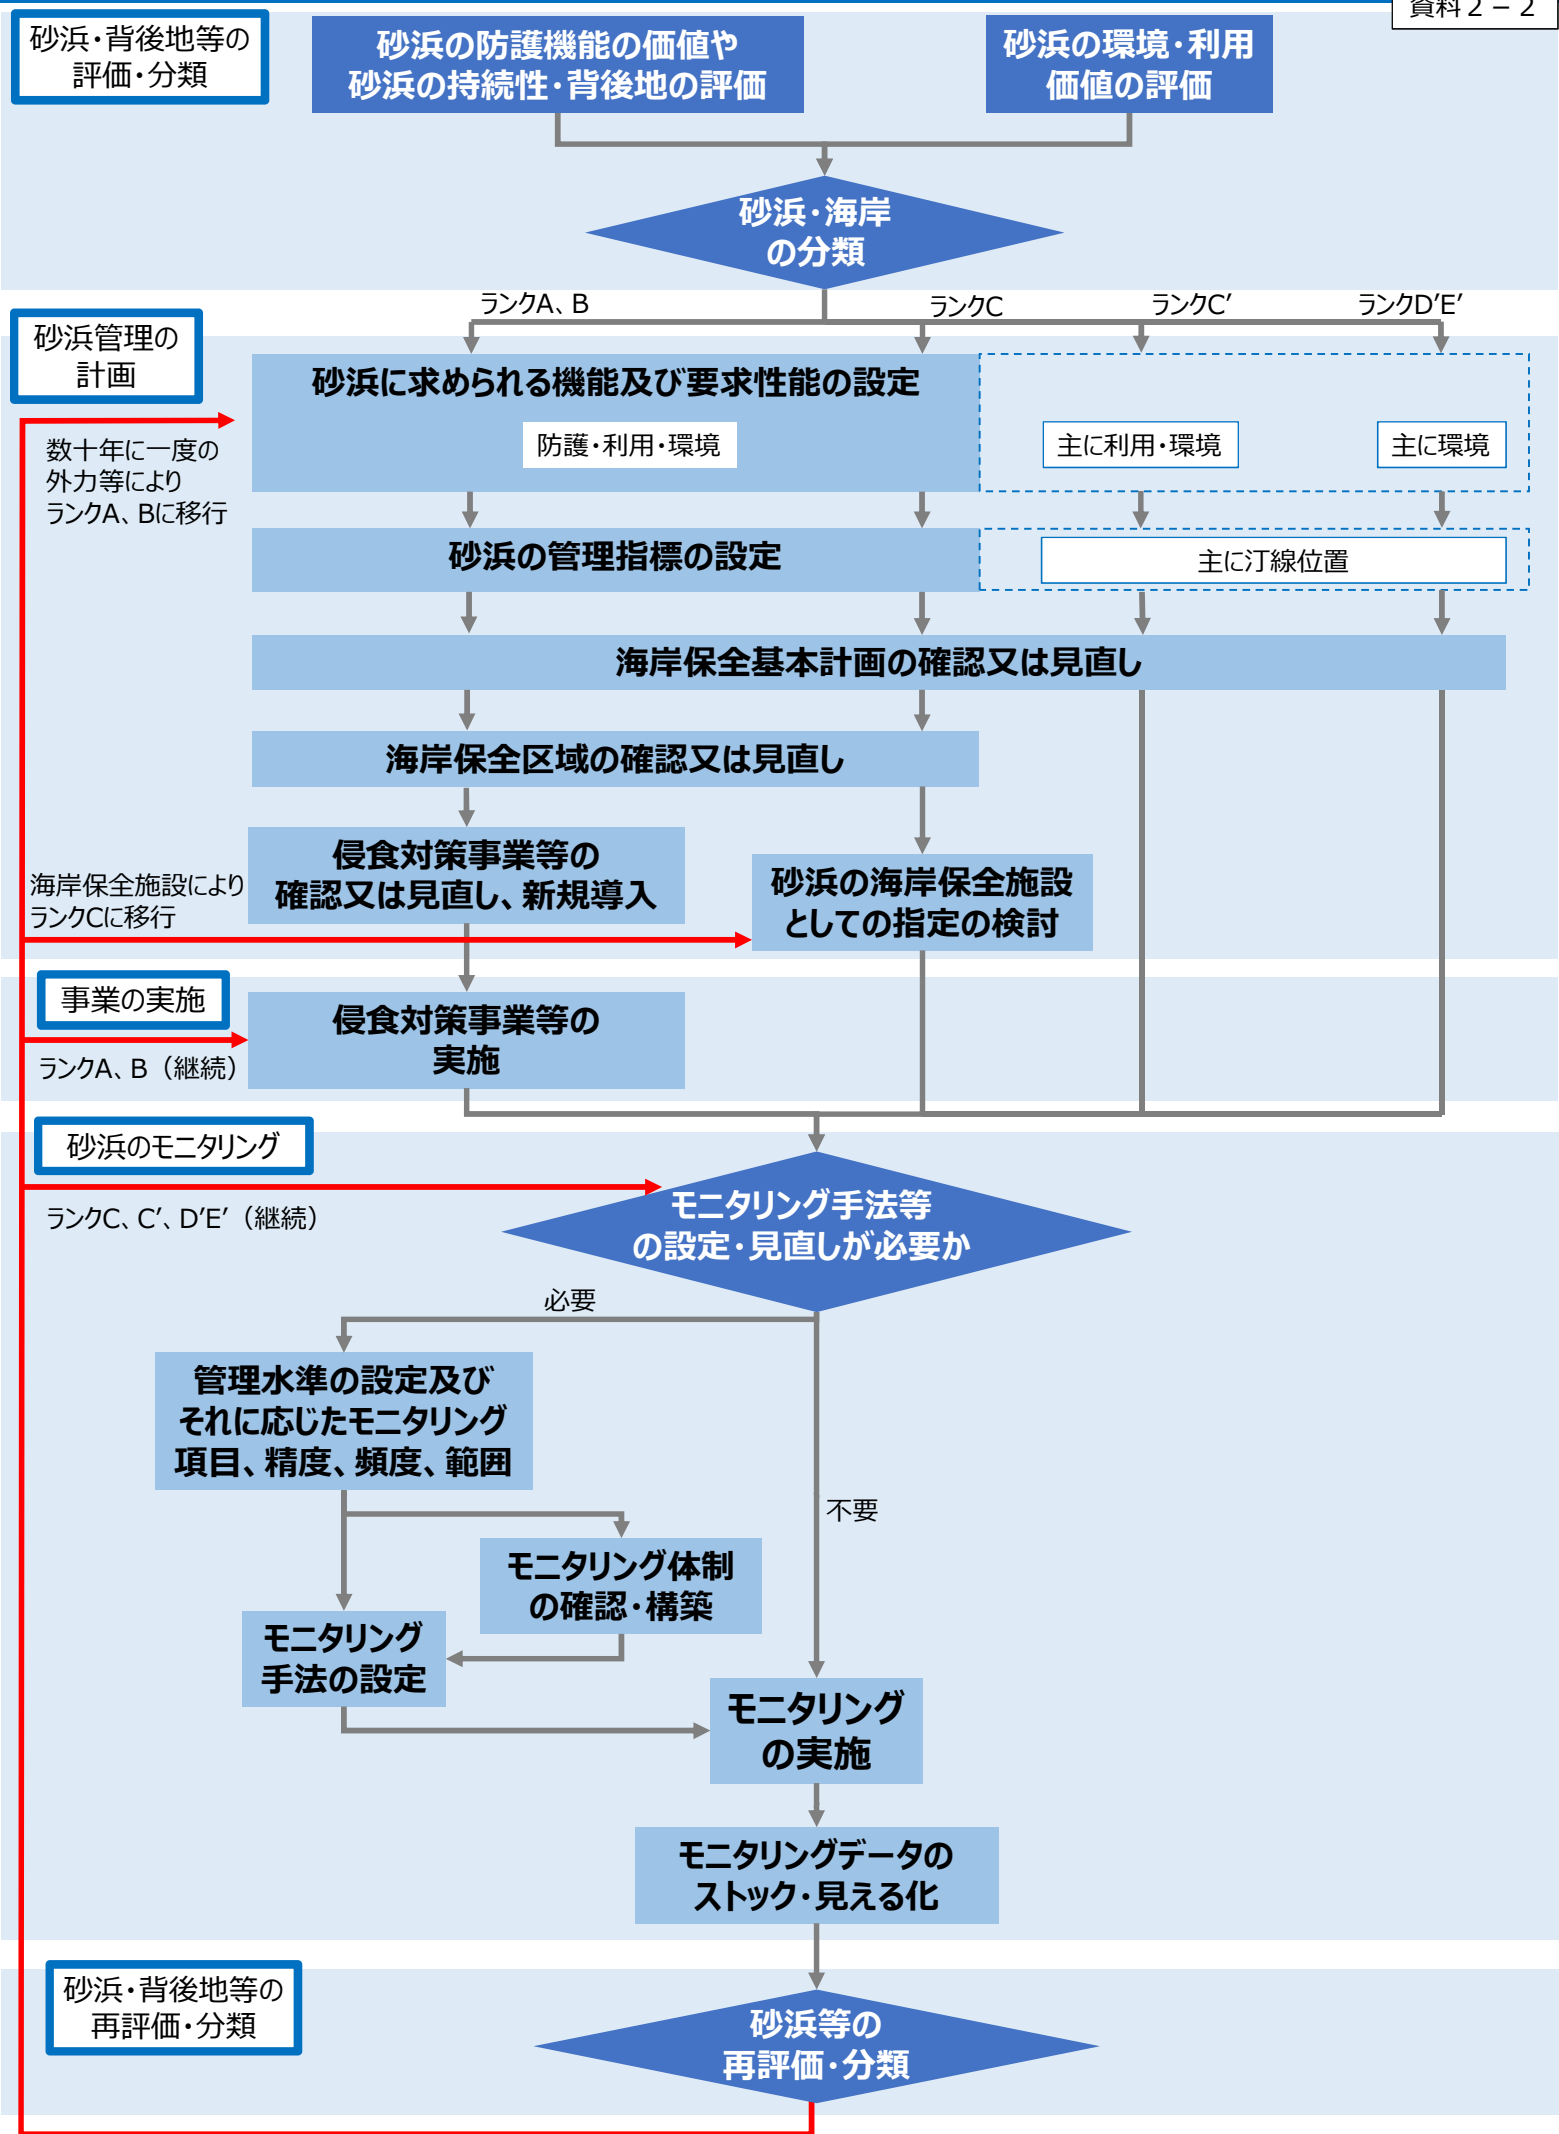 資料２－２
砂浜・背後地等の
評価・分類
砂浜の防護機能の価値や
砂浜の持続性・背後地の評価
砂浜の環境・利用
価値の評価
砂浜・海岸
の分類
ランクA、B
ランクC
ランクC’
ランクD’E’
砂浜管理の
計画
砂浜に求められる機能及び要求性能の設定
防護・利用・環境
主に利用・環境
主に環境
数十年に一度の
外力等により
ランクA、Bに移行
砂浜の管理指標の設定
主に汀線位置
海岸保全基本計画の確認又は見直し
海岸保全区域の確認又は見直し
侵食対策事業等の
確認又は見直し、新規導入
砂浜の海岸保全施設
としての指定の検討
海岸保全施設により
ランクCに移行
事業の実施
侵食対策事業等の
実施
ランクA、B（継続）
砂浜のモニタリング
モニタリング手法等
の設定・見直しが必要か
ランクC、C’、D’E’（継続）
必要
管理水準の設定及び
それに応じたモニタリング
項目、精度、頻度、範囲
不要
モニタリング体制
の確認・構築
モニタリング
手法の設定
モニタリング
の実施
モニタリングデータの
ストック・見える化
砂浜・背後地等の
再評価・分類
砂浜等の
再評価・分類